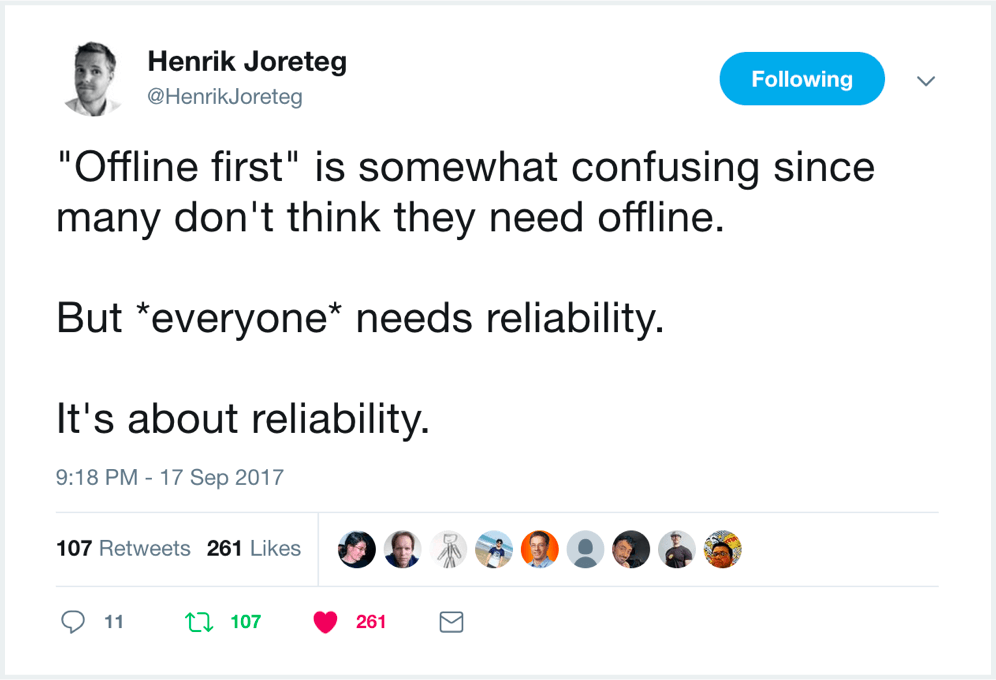 Henrik Joreteg
@HenrikJoreteg
Following
"Offline first" is somewhat confusing since
many don't think they need offline.
But *everyone* needs reliability.
It's about reliability.
9:18 PM - 17 Sep 2017
107 Retweets 261 Likes
11 107 261